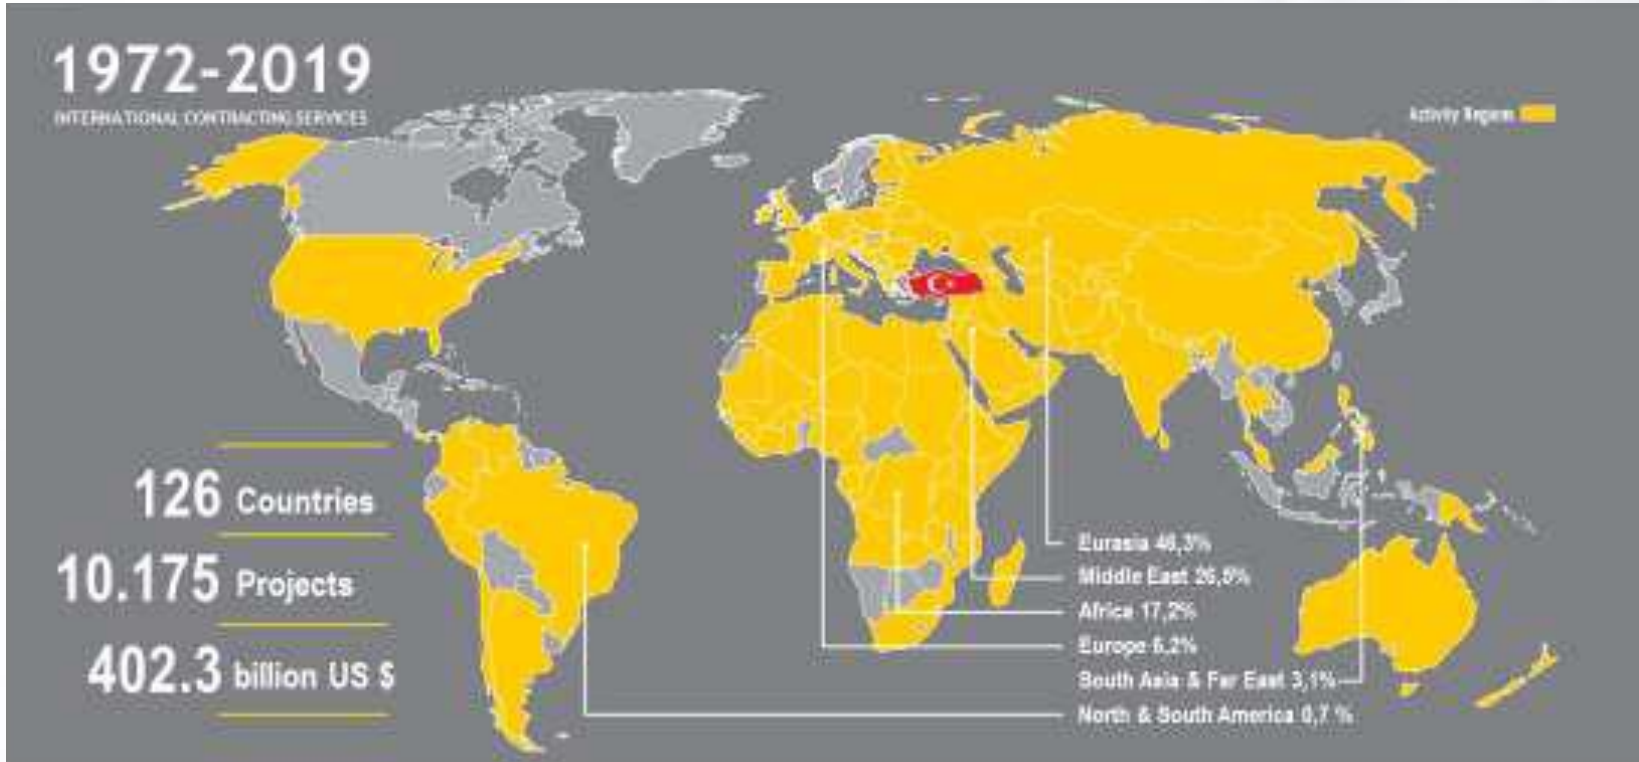 1972-2019
INTERNATIONAL CONTRACTING SERVICES
Activity Regions
126 Countries
10.175 Projects
402.3 billion US $
Eurasia 46,3%
Middle East 26,5%
Africa 17,2%
Europe 6,2%
South Asia & Far East 3,1%
North & South America 0,7 %